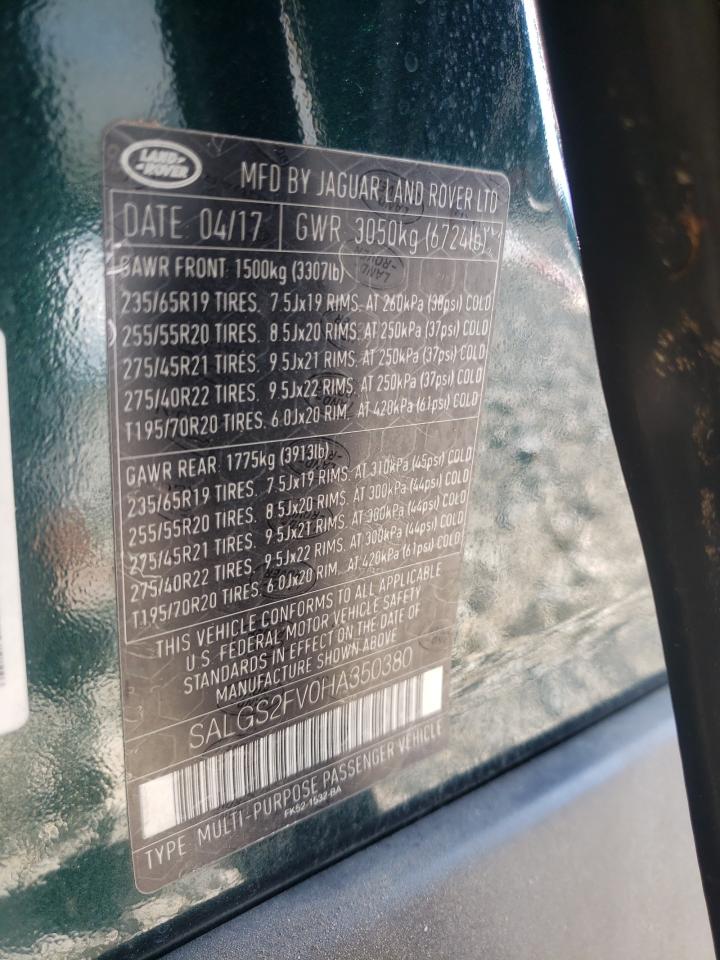 LAND ROVER
MFD BY JAGUAR LAND ROVER LTD
DATE: 04/17 GWR 3050kg (6724lb)
GAWR FRONT: 1500kg (3307lb)
235/65R19 TIRES. 7.5Jx19 RIMS. AT 260kPa (38psi) COLD
255/55R20 TIRES. 8.5Jx20 RIMS. AT 250kPa (37psi) COLD
275/45R21 TIRES. 9.5Jx21 RIMS. AT 250kPa (37psi) COLD
275/40R22 TIRES. 9.5Jx22 RIMS. AT 250kPa (37psi) COLD
T195/70R20 TIRES. 6.0Jx20 RIM. AT 420kPa (61psi) COLD
GAWR REAR: 1775kg (3913lb)
235/65R19 TIRES. 7.5Jx19 RIMS. AT 310kPa (45psi) COLD
255/55R20 TIRES. 8.5Jx20 RIMS. AT 300kPa (44psi) COLD
275/45R21 TIRES. 9.5Jx21 RIMS. AT 300kPa (44psi) COLD
275/40R22 TIRES. 9.5Jx22 RIMS. AT 300kPa (44psi) COLD
T195/70R20 TIRES. 6.0Jx20 RIM. AT 420kPa (61psi) COLD
THIS VEHICLE CONFORMS TO ALL APPLICABLE
U.S. FEDERAL MOTOR VEHICLE SAFETY
STANDARDS IN EFFECT ON THE DATE OF
MANUFACTURE SHOWN ABOVE
SALGS2FV0HA350380
TYPE: MULTI-PURPOSE PASSENGER VEHICLE
FK52-1532-BA